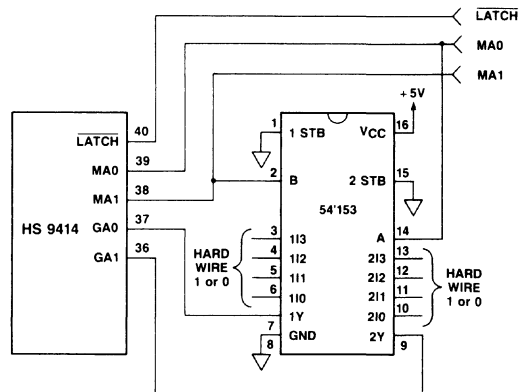 LATCH
MA0
MA1
+5V
HS 9414
LATCH 40
MA0 39
MA1 38
GA0 37
GA1 36
54'153
1 1 STB
2 B
3 1I3
4 1I2
5 1I1
6 1I0
1Y
7 GND
8
VCC 16
2 STB 15
A 14
2I3 13
2I2 12
2I1 11
2I0 10
2Y 9
HARD
WIRE
1 or 0
HARD
WIRE
1 or 0